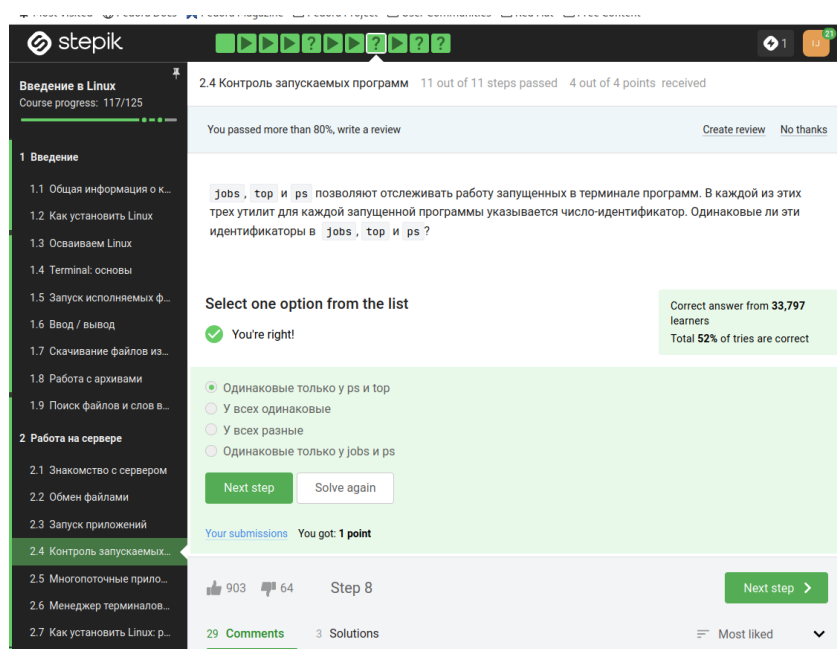 stepik
1
IJ
21
Введение в Linux
Course progress: 117/125
2.4 Контроль запускаемых программ 11 out of 11 steps passed 4 out of 4 points received
You passed more than 80%, write a review
Create review No thanks
1 Введение
1.1 Общая информация о к...
1.2 Как установить Linux
1.3 Осваиваем Linux
1.4 Terminal: основы
1.5 Запуск исполняемых ф...
1.6 Ввод / вывод
1.7 Скачивание файлов из...
1.8 Работа с архивами
1.9 Поиск файлов и слов в...
2 Работа на сервере
2.1 Знакомство с сервером
2.2 Обмен файлами
2.3 Запуск приложений
2.4 Контроль запускаемых...
2.5 Многопоточные прило...
2.6 Менеджер терминалов...
2.7 Как установить Linux: р...
jobs, top и ps позволяют отслеживать работу запущенных в терминале программ. В каждой из этих
трех утилит для каждой запущенной программы указывается число-идентификатор. Одинаковые ли эти
идентификаторы в jobs, top и ps?
Select one option from the list
You're right!
Correct answer from 33,797
learners
Total 52% of tries are correct
Одинаковые только у ps и top
У всех одинаковые
У всех разные
Одинаковые только у jobs и ps
Next step Solve again
Your submissions You got: 1 point
903 64 Step 8
Next step
29 Comments 3 Solutions
Most liked